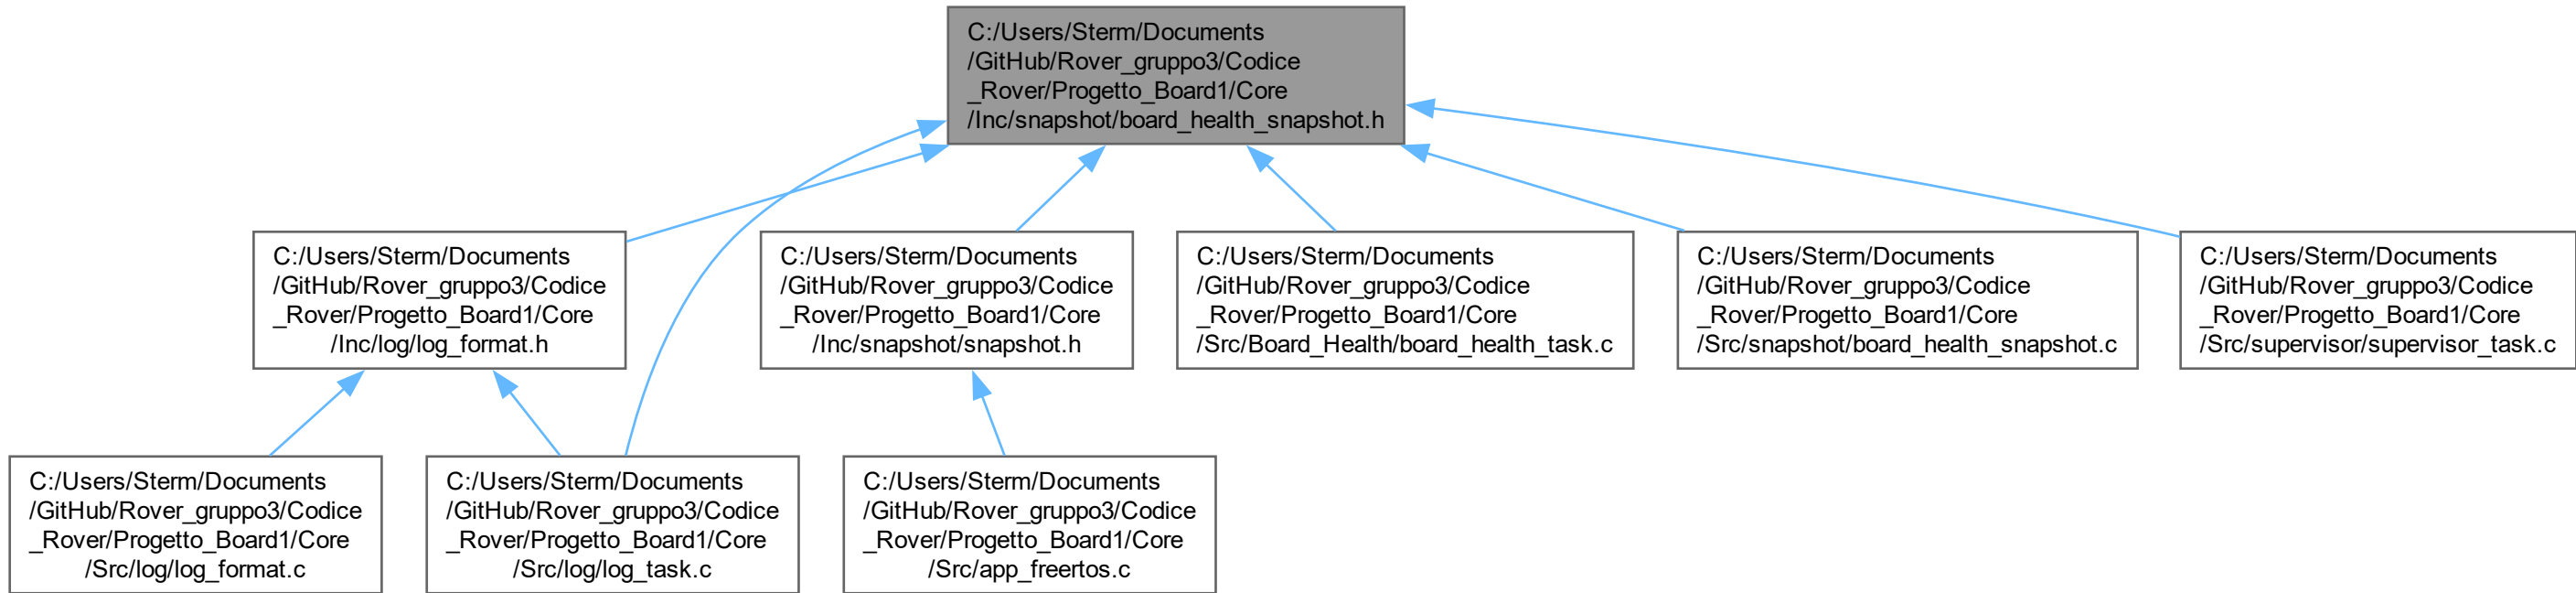 C:/Users/Sterm/Documents
/GitHub/Rover_gruppo3/Codice
_Rover/Progetto_Board1/Core
/Inc/snapshot/board_health_snapshot.h
C:/Users/Sterm/Documents
/GitHub/Rover_gruppo3/Codice
_Rover/Progetto_Board1/Core
/Inc/log/log_format.h
C:/Users/Sterm/Documents
/GitHub/Rover_gruppo3/Codice
_Rover/Progetto_Board1/Core
/Inc/snapshot/snapshot.h
C:/Users/Sterm/Documents
/GitHub/Rover_gruppo3/Codice
_Rover/Progetto_Board1/Core
/Src/Board_Health/board_health_task.c
C:/Users/Sterm/Documents
/GitHub/Rover_gruppo3/Codice
_Rover/Progetto_Board1/Core
/Src/snapshot/board_health_snapshot.c
C:/Users/Sterm/Documents
/GitHub/Rover_gruppo3/Codice
_Rover/Progetto_Board1/Core
/Src/supervisor/supervisor_task.c
C:/Users/Sterm/Documents
/GitHub/Rover_gruppo3/Codice
_Rover/Progetto_Board1/Core
/Src/log/log_format.c
C:/Users/Sterm/Documents
/GitHub/Rover_gruppo3/Codice
_Rover/Progetto_Board1/Core
/Src/log/log_task.c
C:/Users/Sterm/Documents
/GitHub/Rover_gruppo3/Codice
_Rover/Progetto_Board1/Core
/Src/app_freertos.c